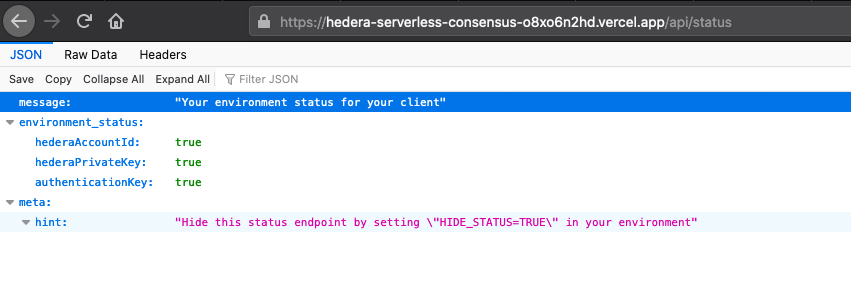 https://hedera-serverless-consensus-o8xo6n2hd.vercel.app/api/status
JSON Raw Data Headers
Save Copy Collapse All Expand All Filter JSON
message: "Your environment status for your client"
environment_status:
hederaAccountId: true
hederaPrivateKey: true
authenticationKey: true
meta:
hint: "Hide this status endpoint by setting \"HIDE_STATUS=TRUE\" in your environment"